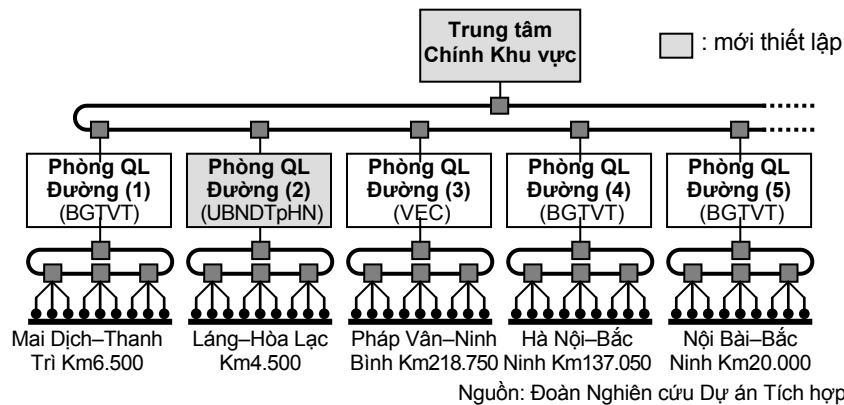 Trung tâm
Chính Khu vực
: mới thiết lập
Phòng QL
Đường (1)
(BGTVT)
Phòng QL
Đường (2)
(UBNDTpHN)
Phòng QL
Đường (3)
(VEC)
Phòng QL
Đường (4)
(BGTVT)
Phòng QL
Đường (5)
(BGTVT)
Mai Dịch–Thanh
Trì Km6.500
Láng–Hòa Lạc
Km4.500
Pháp Vân–Ninh
Bình Km218.750
Hà Nội–Bắc
Ninh Km137.050
Nội Bài–Bắc
Ninh Km20.000
Nguồn: Đoàn Nghiên cứu Dự án Tích hợp